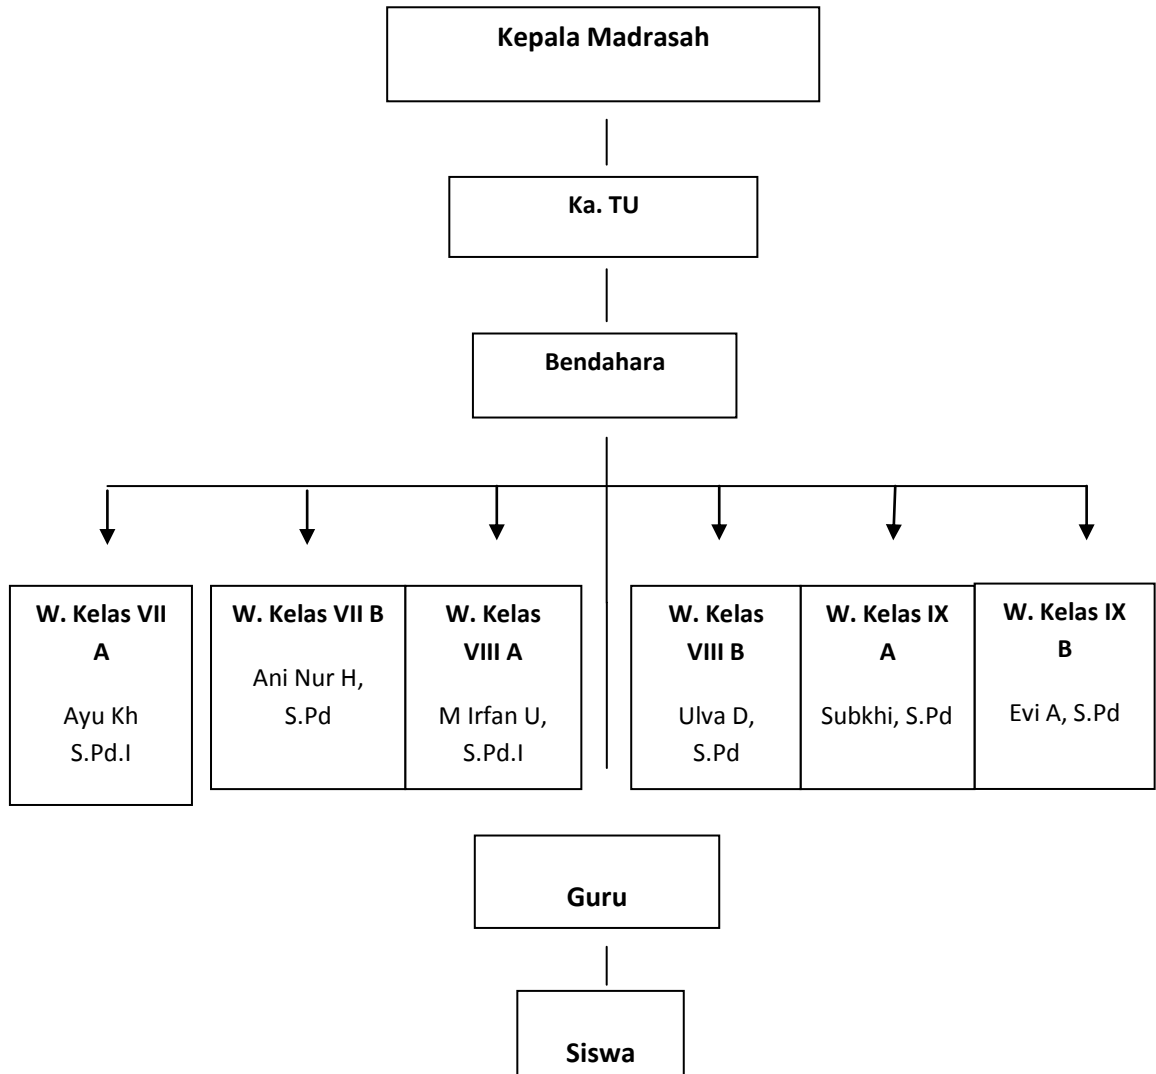 Kepala Madrasah
Ka. TU
Bendahara
W. Kelas VII
A
Ayu Kh
S.Pd.I
W. Kelas VII B
Ani Nur H,
S.Pd
W. Kelas
VIII A
M Irfan U,
S.Pd.I
W. Kelas
VIII B
Ulva D,
S.Pd
W. Kelas IX
A
Subkhi, S.Pd
W. Kelas IX
B
Evi A, S.Pd
Guru
Siswa